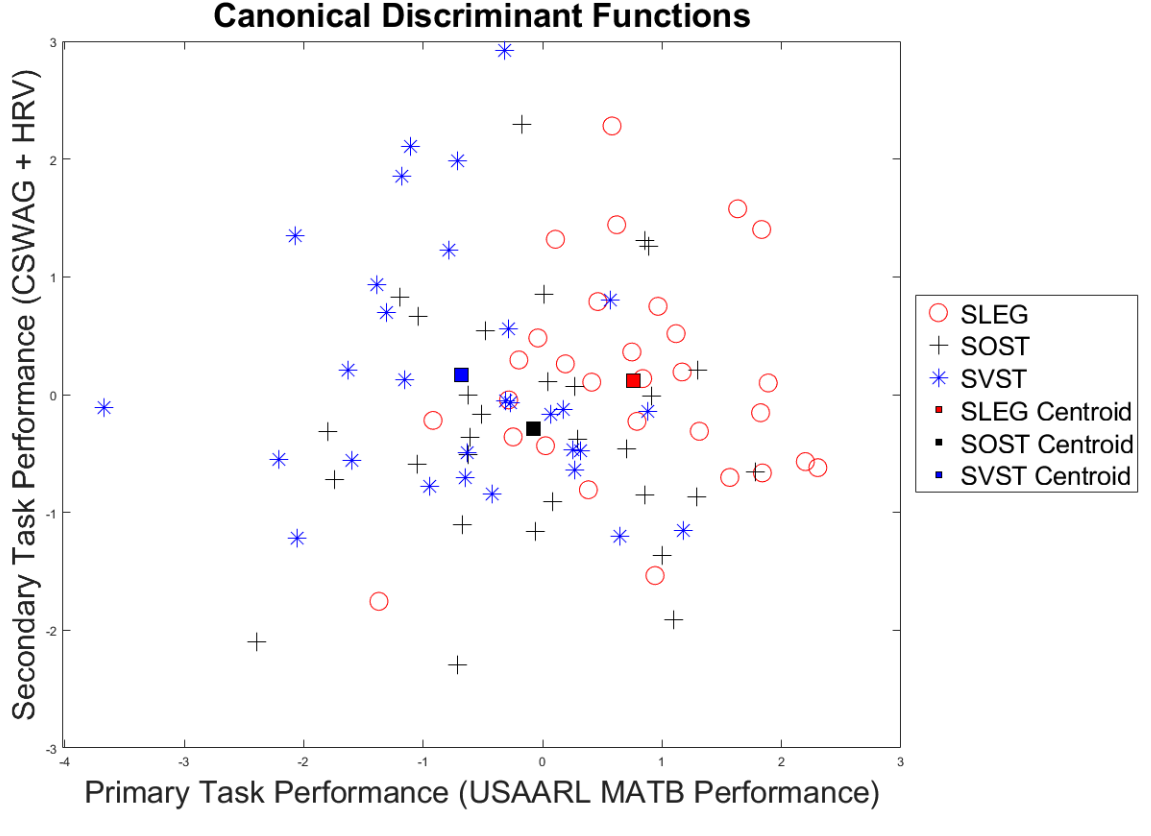 Canonical Discriminant Functions
Secondary Task Performance (CSWAG + HRV)
3
2
1
0
-1
-2
-3
-4
-3
-2
-1
0
1
2
3
Primary Task Performance (USAARL MATB Performance)
SLEG
SOST
SVST
SLEG Centroid
SOST Centroid
SVST Centroid